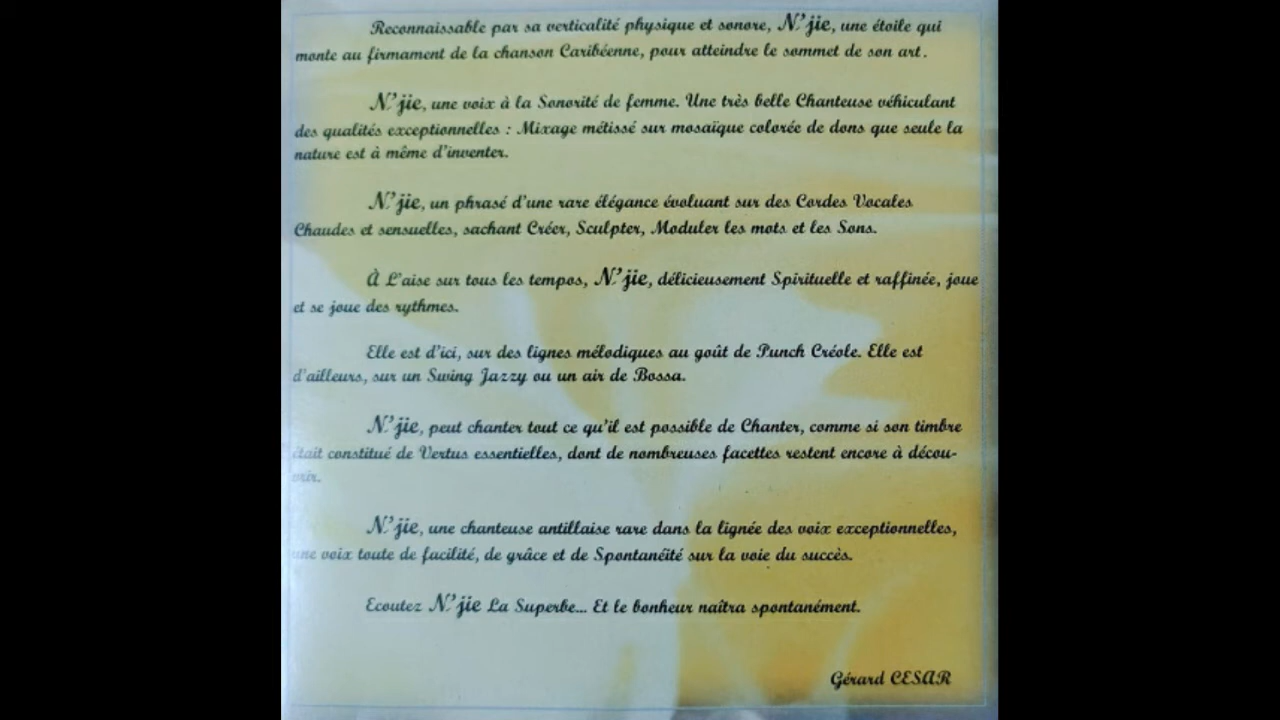 Reconnaissable par sa verticalité physique et sonore, N'jie, une étoile qui
monte au firmament de la chanson Caribéenne, pour atteindre le sommet de son art.
N'jie, une voix à la Sonorité de femme. Une très belle Chanteuse véhiculant
des qualités exceptionnelles : Mixage métissé sur mosaïque colorée de dons que seule la
nature est à même d'inventer.
N'jie, un phrasé d'une rare élégance évoluant sur des Cordes Vocales
Chaudes et sensuelles, sachant Créer, Sculpter, Moduler les mots et les Sons.
À L'aise sur tous les tempos, N'jie, délicieusement Spirituelle et raffinée, joue
et se joue des rythmes.
Elle est d'ici, sur des lignes mélodiques au goût de Punch Créole. Elle est
d'ailleurs, sur un Swing Jazzy ou un air de Bossa.
N'jie, peut chanter tout ce qu'il est possible de Chanter, comme si son timbre
était constitué de Vertus essentielles, dont de nombreuses facettes restent encore à décou-
vrir.
N'jie, une chanteuse antillaise rare dans la lignée des voix exceptionnelles,
une voix toute de facilité, de grâce et de Spontanéité sur la voie du succès.
Ecoutez N'jie La Superbe... Et le bonheur naîtra spontanément.
Gérard CESAR